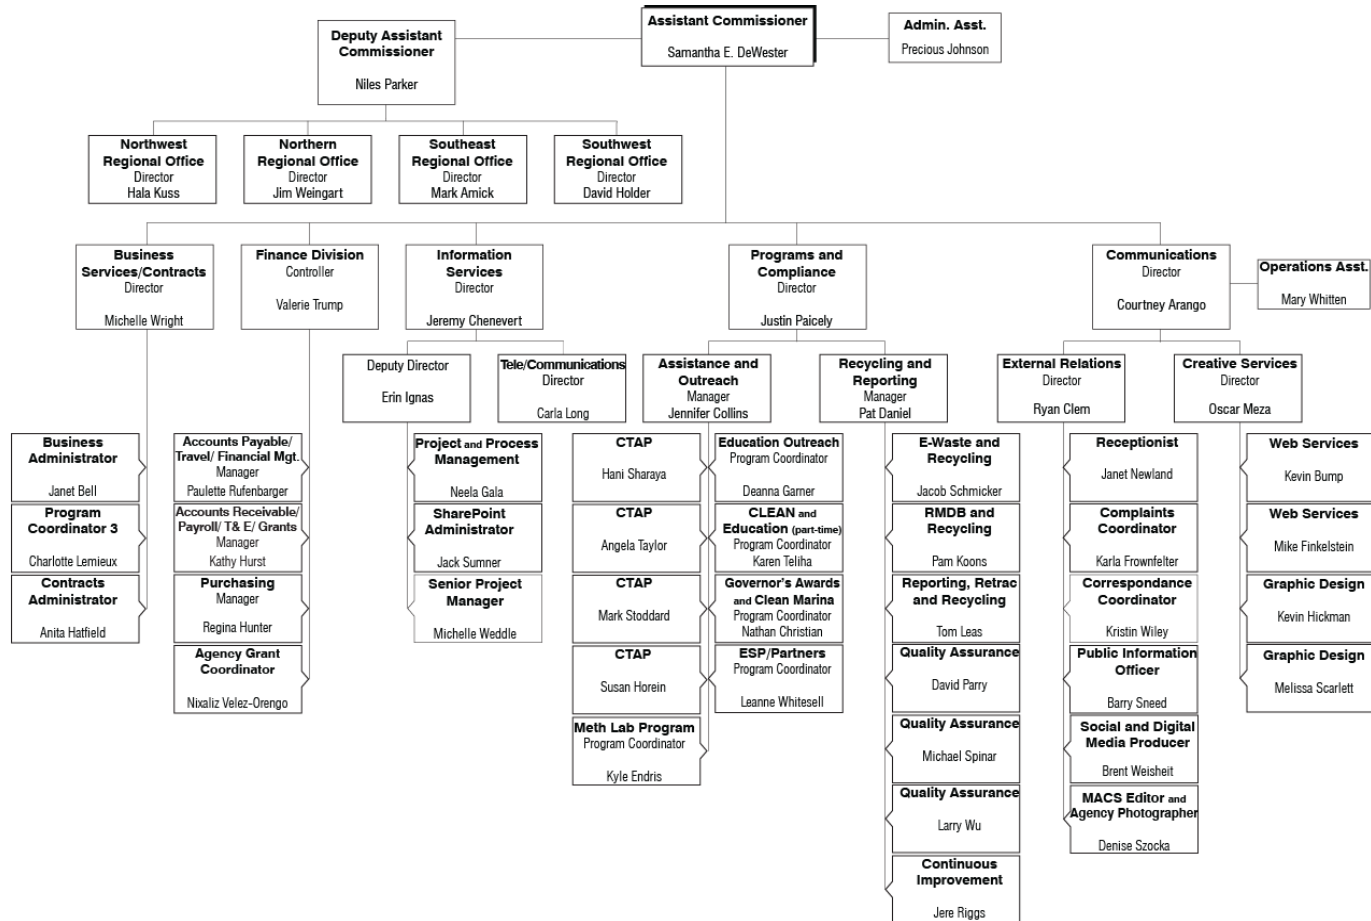 Assistant Commissioner
Samantha E. DeWester
Admin. Asst.
Precious Johnson
Deputy Assistant
Commissioner
Niles Parker
Northwest
Regional Office
Director
Hala Kuss
Northern
Regional Office
Director
Jim Weingart
Southeast
Regional Office
Director
Mark Amick
Southwest
Regional Office
Director
David Holder
Business
Services/Contracts
Director
Michelle Wright
Finance Division
Controller
Valerie Trump
Information
Services
Director
Jeremy Chenevert
Programs and
Compliance
Director
Justin Paicely
Communications
Director
Courtney Arango
Operations Asst.
Mary Whitten
Deputy Director
Erin Ignas
Tele/Communications
Director
Carla Long
Assistance and
Outreach
Manager
Jennifer Collins
Recycling and
Reporting
Manager
Pat Daniel
External Relations
Director
Ryan Clem
Creative Services
Director
Oscar Meza
Business
Administrator
Janet Bell
Program
Coordinator 3
Charlotte Lemieux
Contracts
Administrator
Anita Hatfield
Accounts Payable/
Travel/ Financial Mgt.
Manager
Paulette Rufenbarger
Accounts Receivable/
Payroll/ T& E/ Grants
Manager
Kathy Hurst
Purchasing
Manager
Regina Hunter
Agency Grant
Coordinator
Nixaliz Velez-Orengo
Project and Process
Management
Neela Gala
SharePoint
Administrator
Jack Sumner
Senior Project
Manager
Michelle Weddle
CTAP
Hani Sharaya
CTAP
Angela Taylor
CTAP
Mark Stoddard
CTAP
Susan Horein
Meth Lab Program
Program Coordinator
Kyle Endris
Education Outreach
Program Coordinator
Deanna Garner
CLEAN and
Education (part-time)
Program Coordinator
Karen Teliha
Governor's Awards
and Clean Marina
Program Coordinator
Nathan Christian
ESP/Partners
Program Coordinator
Leanne Whitesell
E-Waste and
Recycling
Jacob Schmicker
RMDB and
Recycling
Pam Koons
Reporting, Retrac
and Recycling
Tom Leas
Quality Assurance
David Parry
Quality Assurance
Michael Spinar
Quality Assurance
Larry Wu
Continuous
Improvement
Jere Riggs
Receptionist
Janet Newland
Complaints
Coordinator
Karla Frownfelter
Correspondance
Coordinator
Kristin Wiley
Public Information
Officer
Barry Sneed
Social and Digital
Media Producer
Brent Weisheit
MACS Editor and
Agency Photographer
Denise Szocka
Web Services
Kevin Bump
Web Services
Mike Finkelstein
Graphic Design
Kevin Hickman
Graphic Design
Melissa Scarlett